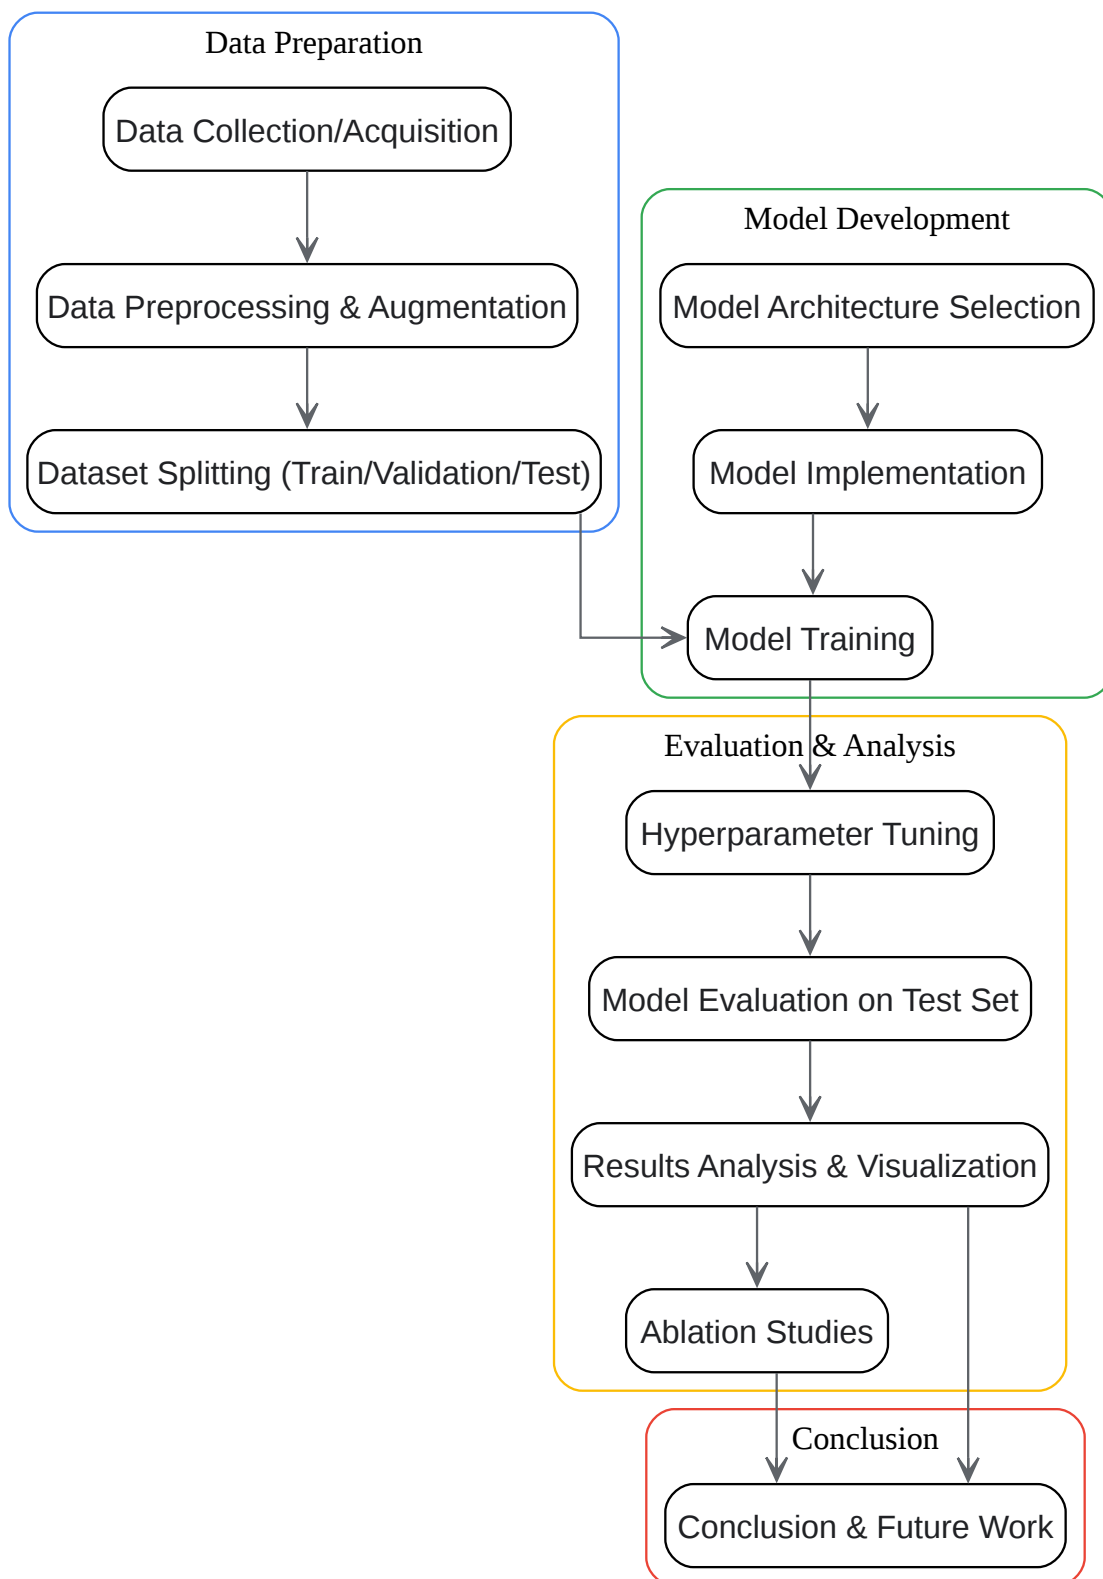 Data Preparation
Data Collection/Acquisition
Data Preprocessing & Augmentation
Dataset Splitting (Train/Validation/Test)
Model Development
Model Architecture Selection
Model Implementation
Model Training
Evaluation & Analysis
Hyperparameter Tuning
Model Evaluation on Test Set
Results Analysis & Visualization
Ablation Studies
Conclusion
Conclusion & Future Work